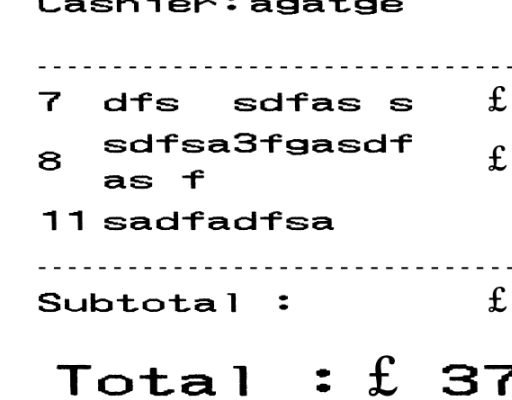 Cashier:agatge
7 dfs sdfas s £
8 sdfsa3fgasdf £
as f
11 sadfadfsa
Subtotal : £
Total : £ 37